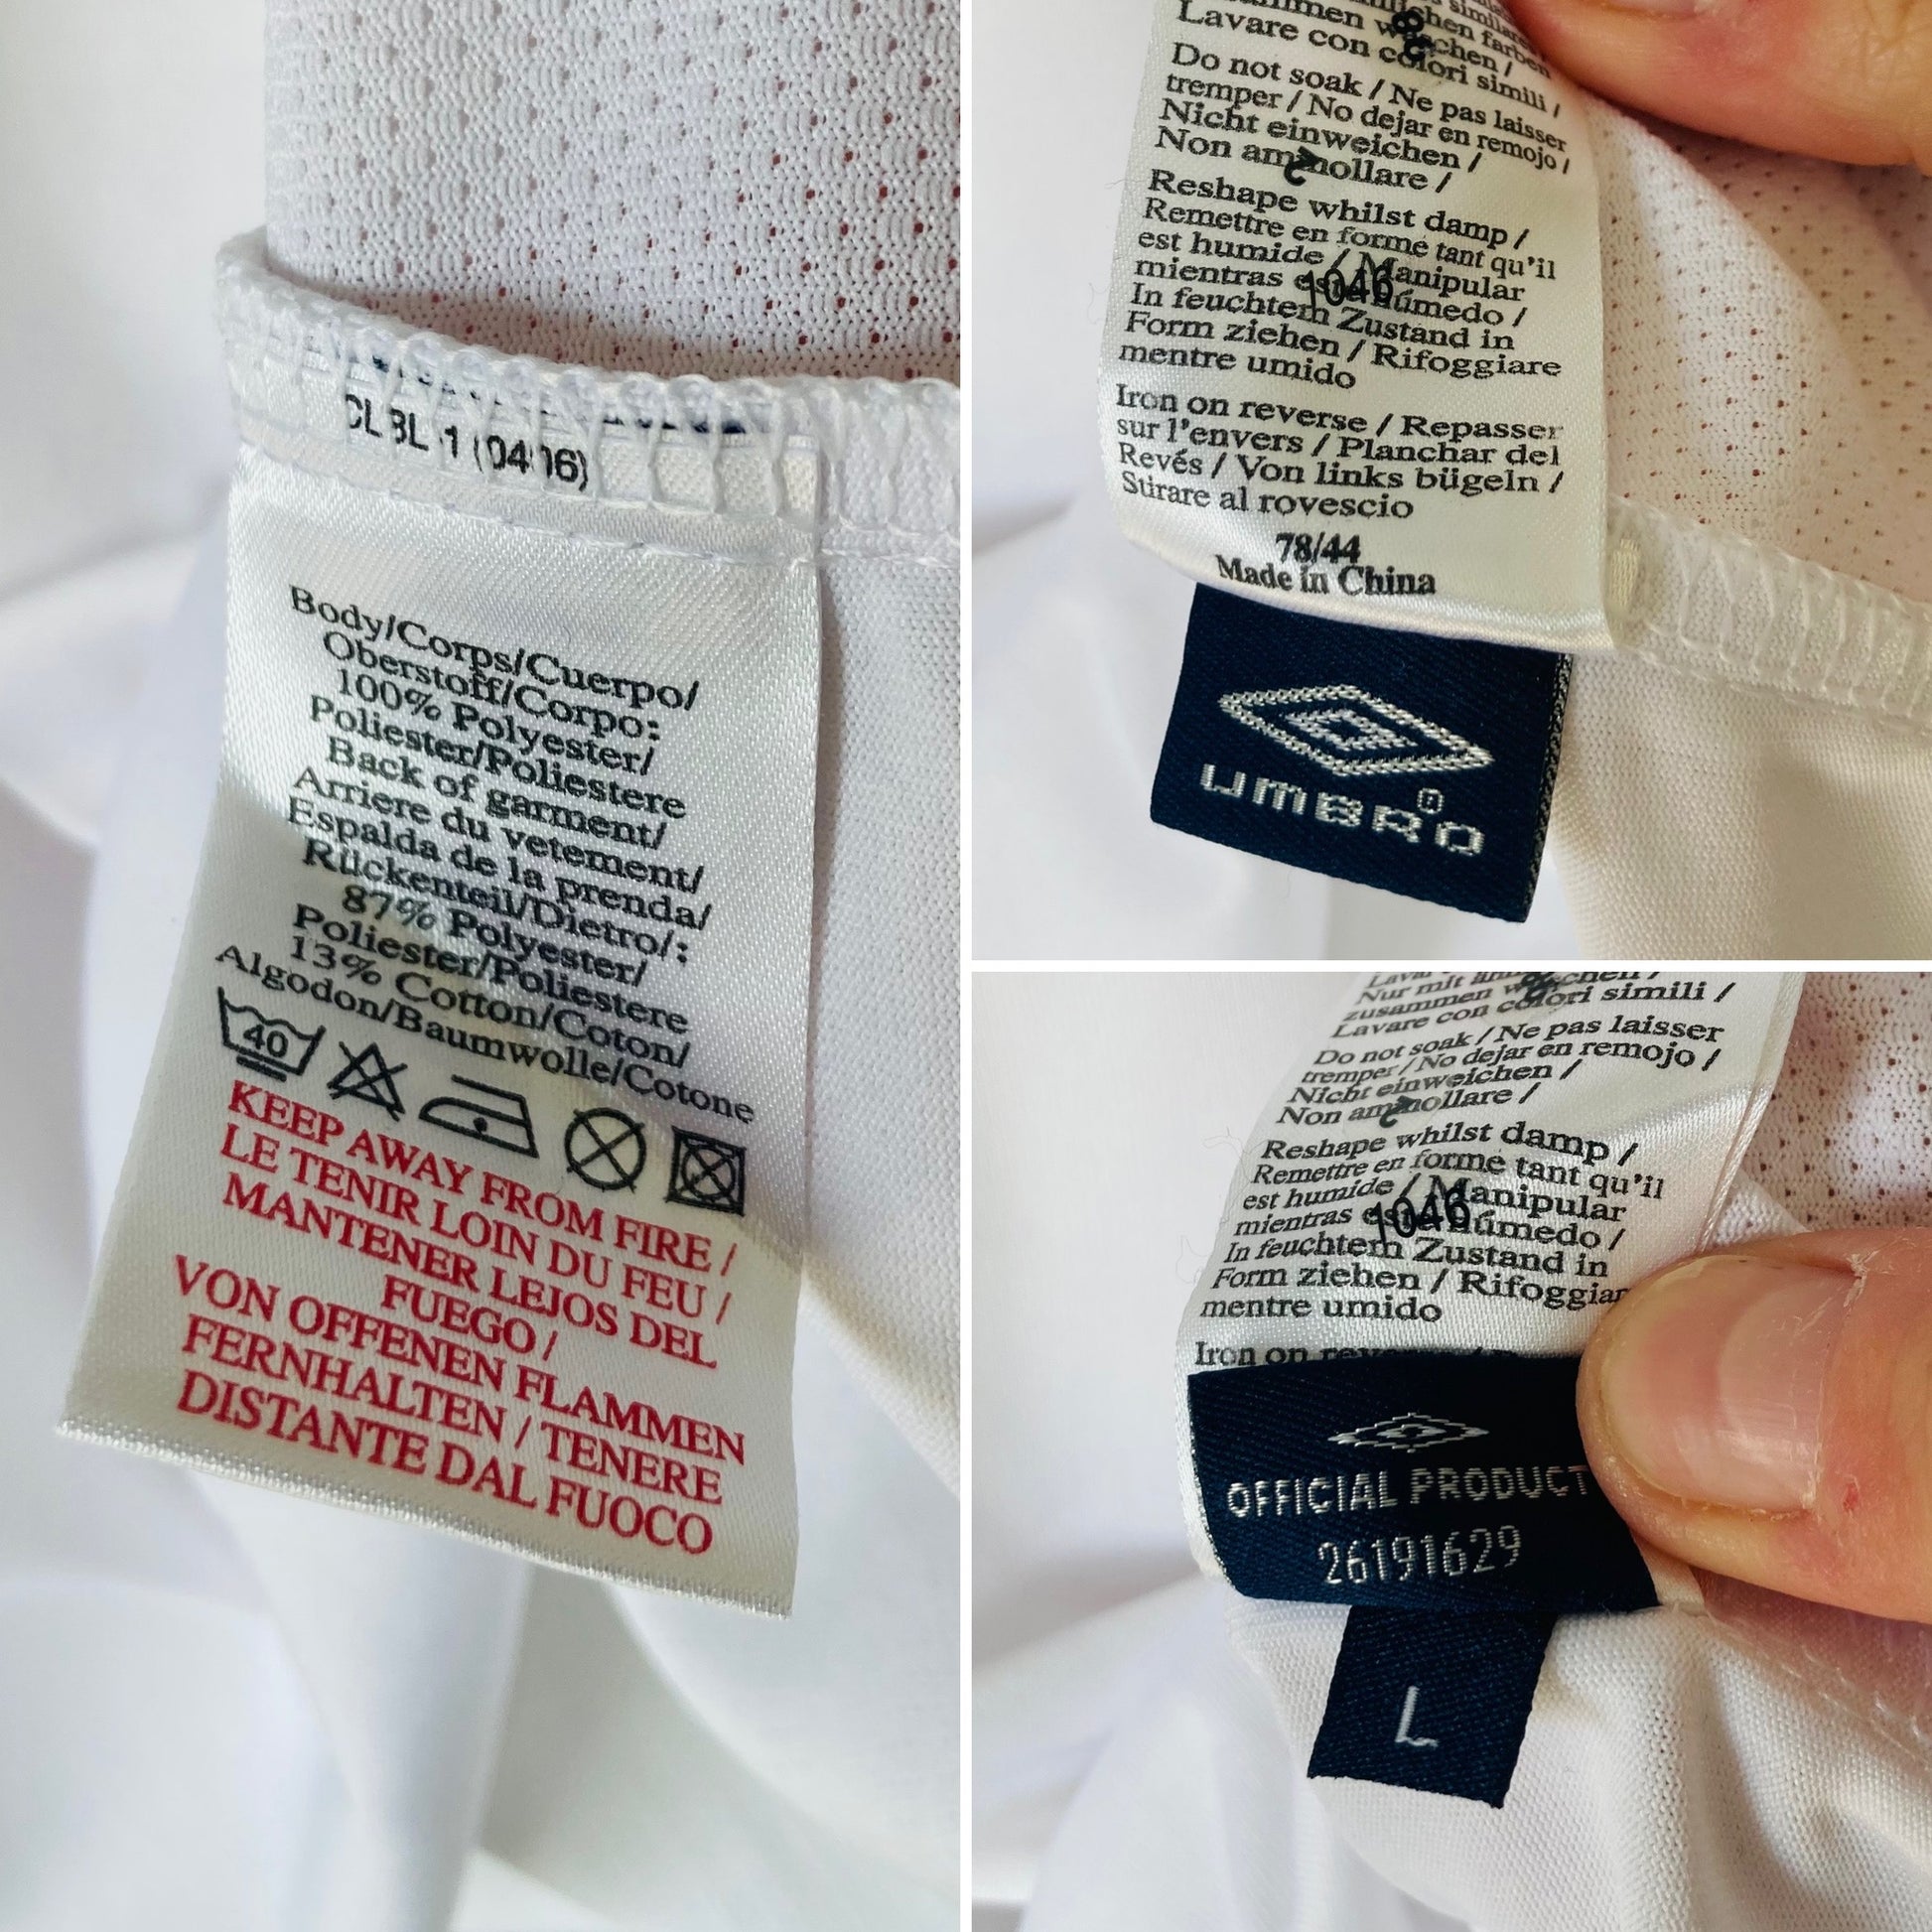 CL BL 1 (04
Body/Corps/Cuerpo/
Oberstoff/Corpo:
100% Polyester/
Poliester/Poliestere
Back of garment/
Arriere du vetement/
Espalda de la prenda/
Rückenteil/Dietro/:
87% Polyester/
Poliester/Poliestere
13% Cotton/Coton/
Algodon/Baumwolle/Cotone
40
KEEP AWAY FROM FIRE /
LE TENIR LOIN DU FEU /
MANTENER LEJOS DEL
FUEGO /
VON OFFENEN FLAMMEN
FERNHALTEN / TENERE
DISTANTE DAL FUOCO
farben
Lavare con colori simili /
Do not soak / Ne pas laisser
tremper / No dejar en remojo /
Nicht einweichen /
Non ammollare /
Reshape whilst damp /
Remettre en forme tant qu'il
est humide / Manipular
mientras está húmedo /
1046
In feuchtem Zustand in
Form ziehen / Rifoggiare
mentre umido
Iron on reverse / Repasser
sur l'envers / Planchar del
Revés / Von links bügeln /
Stirare al rovescio
78/44
Made in China
UMBRO
Nur mit
zusammen
Lavare con colori simili /
Do not soak / Ne pas laisser
tremper / No dejar en remojo /
Nicht einweichen /
Non ammollare /
Reshape whilst damp /
Remettre en forme tant qu'il
est humide / Manipular
mientras está húmedo /
1046
In feuchtem Zustand in
Form ziehen / Rifoggiar
mentre umido
Iron on
OFFICIAL PRODUCT
26191629
L